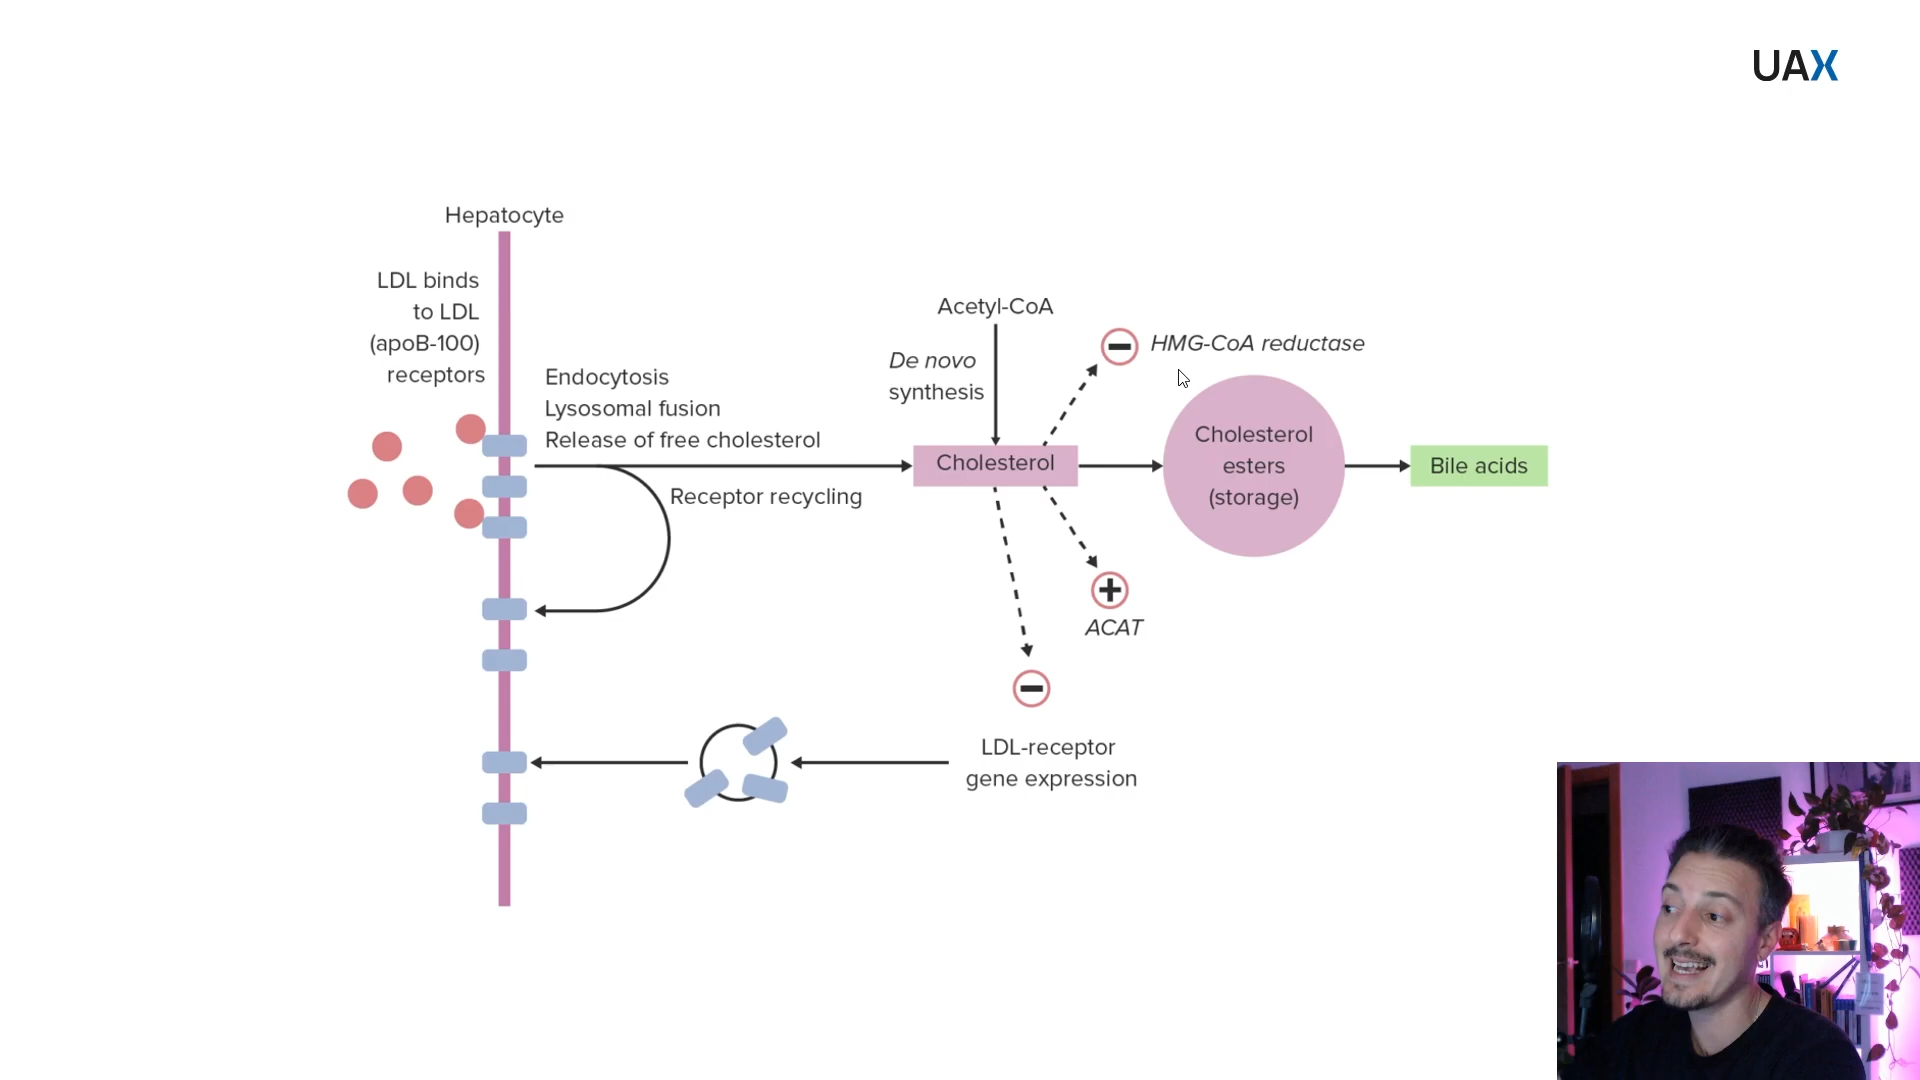 UAX
Hepatocyte
LDL binds
to LDL
(apoB-100)
receptors
Endocytosis
Lysosomal fusion
Release of free cholesterol
Receptor recycling
Acetyl-CoA
De novo
synthesis
HMG-CoA reductase
Cholesterol
Cholesterol
esters
(storage)
Bile acids
ACAT
LDL-receptor
gene expression